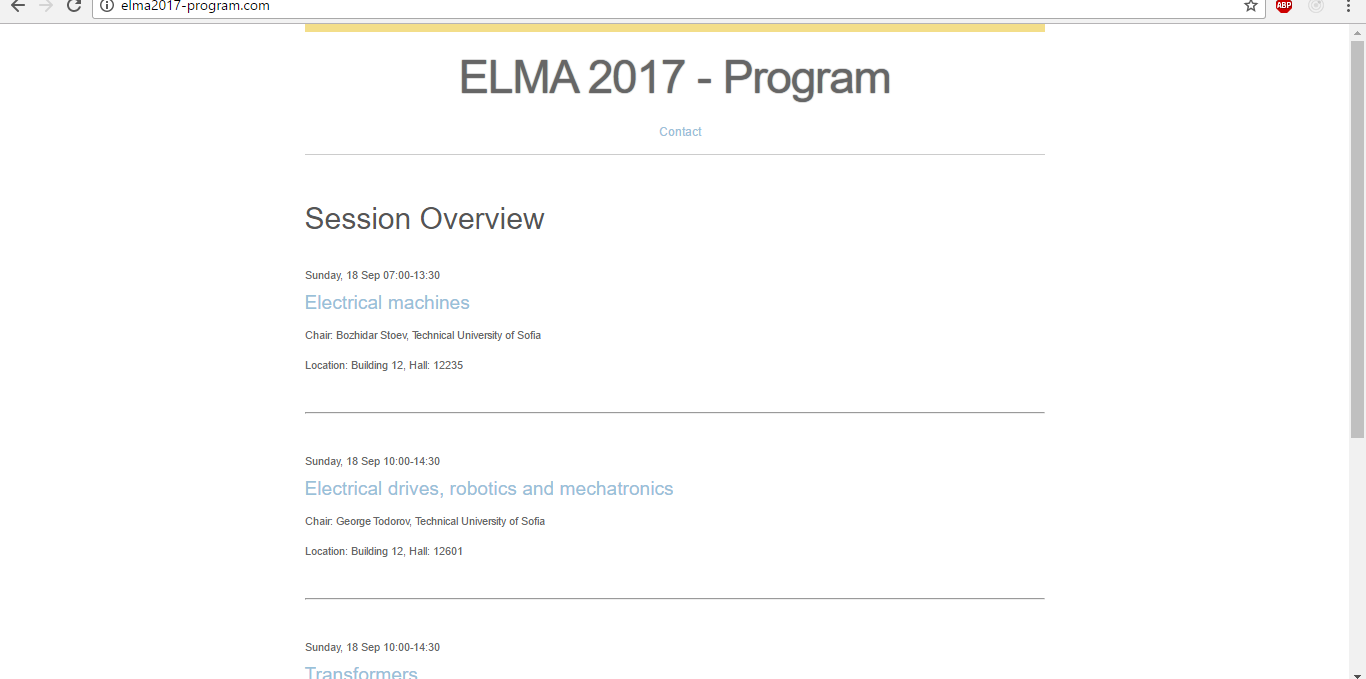 elma2017-program.com
ABP
ELMA 2017 - Program
Contact
Session Overview
Sunday, 18 Sep 07:00-13:30
Electrical machines
Chair: Bozhidar Stoev, Technical University of Sofia
Location: Building 12, Hall: 12235
Sunday, 18 Sep 10:00-14:30
Electrical drives, robotics and mechatronics
Chair: George Todorov, Technical University of Sofia
Location: Building 12, Hall: 12601
Sunday, 18 Sep 10:00-14:30
Transformers